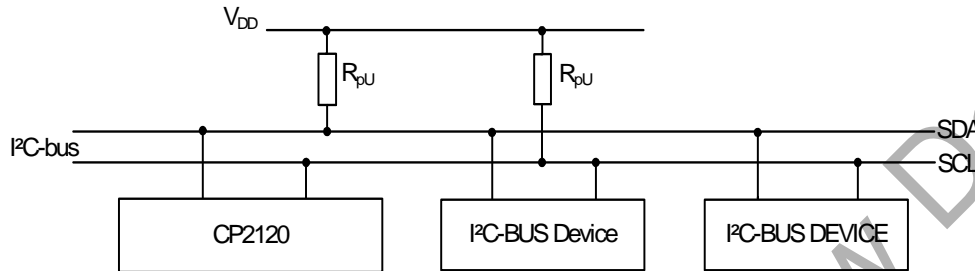 VDD
RpU RpU
I²C-bus
SDA
SCL
CP2120 I²C-BUS Device I²C-BUS DEVICE